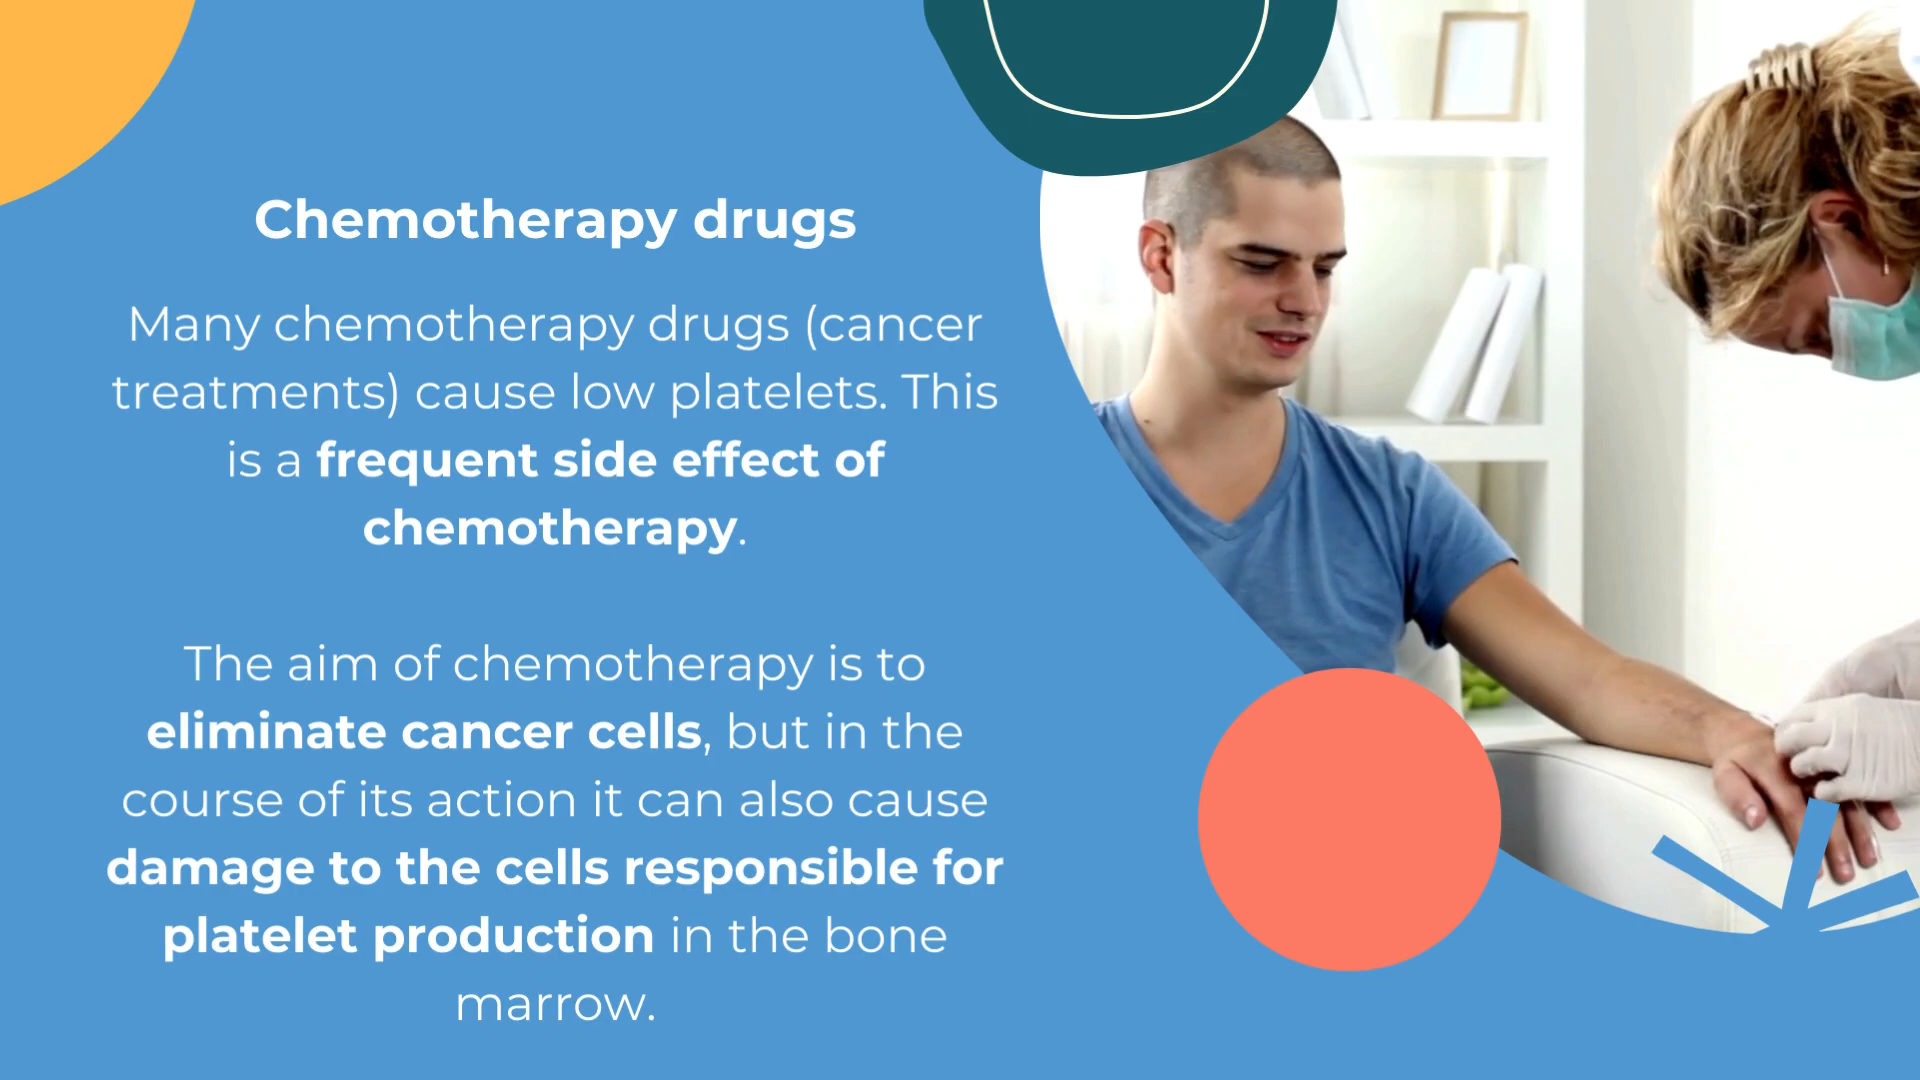 Chemotherapy drugs
Many chemotherapy drugs (cancer
treatments) cause low platelets. This
is a frequent side effect of
chemotherapy.
The aim of chemotherapy is to
eliminate cancer cells, but in the
course of its action it can also cause
damage to the cells responsible for
platelet production in the bone
marrow.